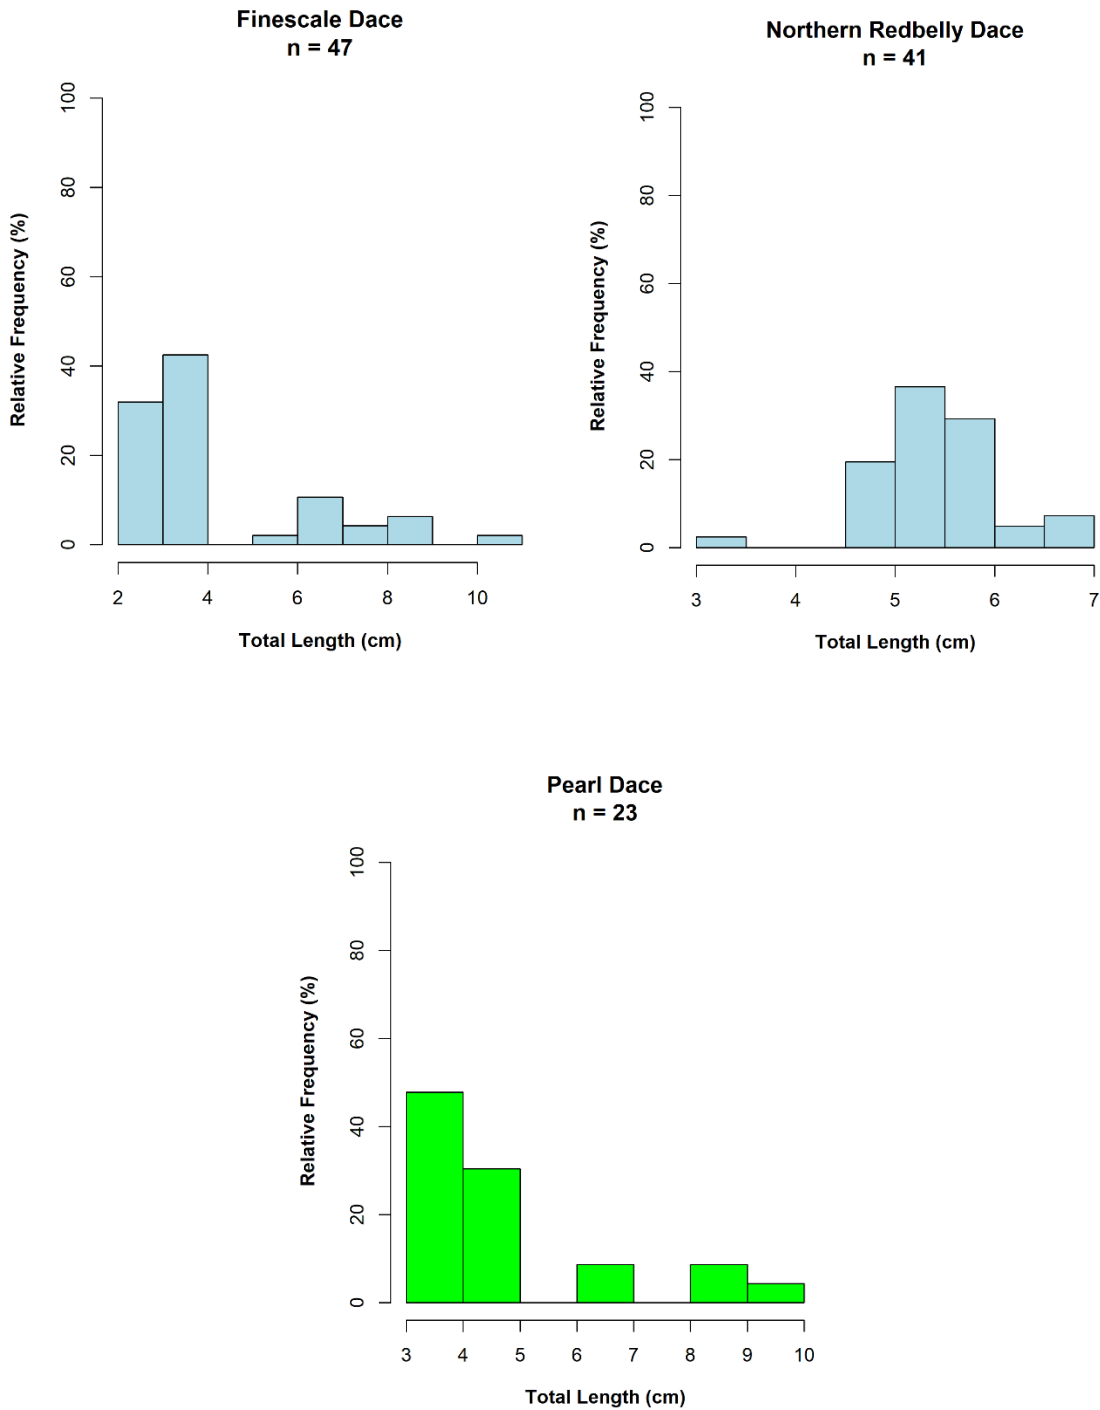 Finescale Dace
n = 47
Relative Frequency (%)
100
80
60
40
20
0
2 4 6 8 10
Total Length (cm)
Northern Redbelly Dace
n = 41
Relative Frequency (%)
100
80
60
40
20
0
3 4 5 6 7
Total Length (cm)
Pearl Dace
n = 23
Relative Frequency (%)
100
80
60
40
20
0
3 4 5 6 7 8 9 10
Total Length (cm)